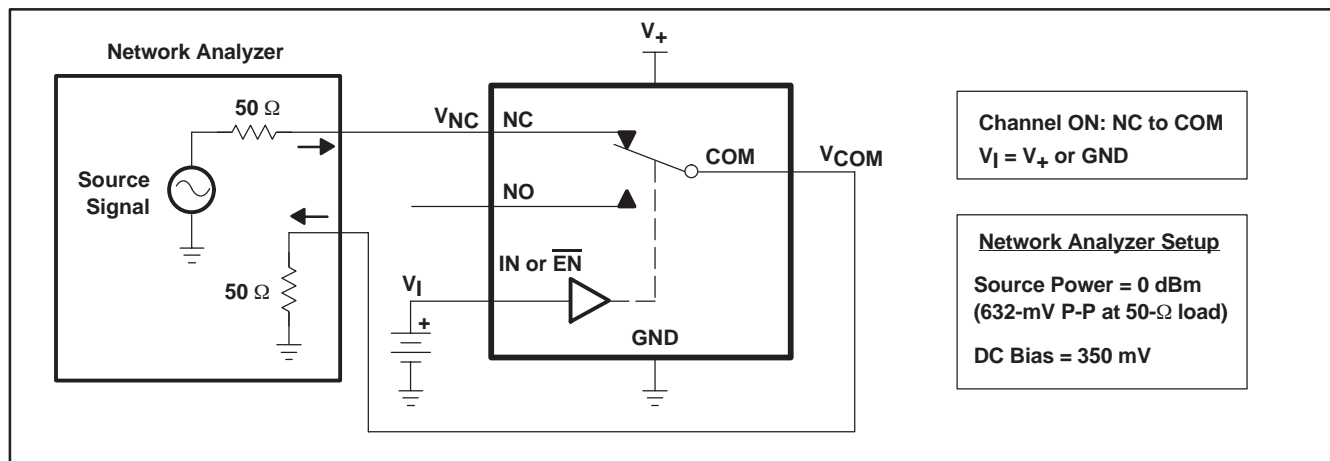 Network Analyzer
50 Ω
Source
Signal
50 Ω
V+
VNC
NC
COM
VCOM
NO
IN or E̅N̅
VI
+
GND
Channel ON: NC to COM
VI = V+ or GND
Network Analyzer Setup
Source Power = 0 dBm
(632-mV P-P at 50-Ω load)
DC Bias = 350 mV